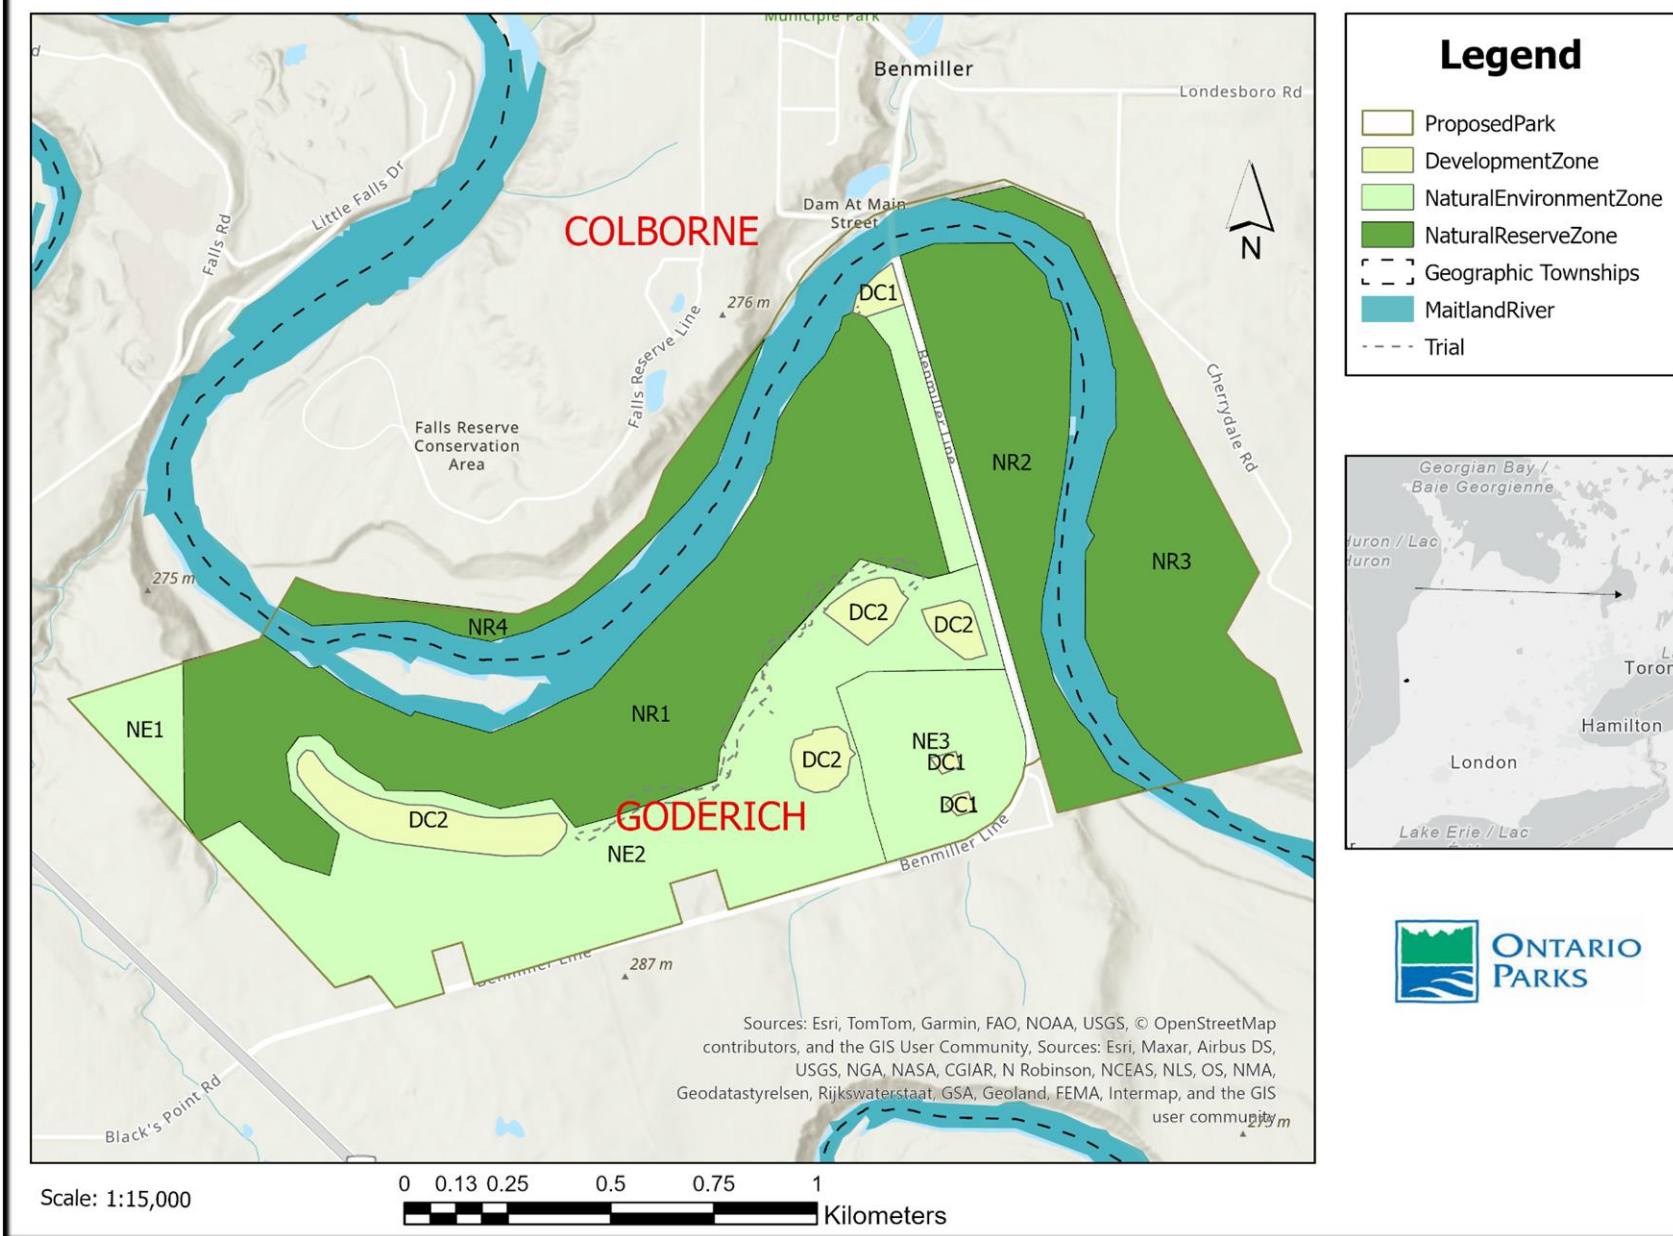 Municiple Park
Benmiller
Londesboro Rd
d
Little Falls Dr
Falls Rd
COLBORNE
Dam At Main
Street
N
DC1
276 m
Falls Reserve Line
Benmiller Line
Cherrydale Rd
Falls Reserve
Conservation
Area
NR2
NR3
275 m
NR4
DC2
DC2
NR1
NE1
NE3
DC2
DC1
DC1
DC2
GODERICH
NE2
Benmiller Line
287 m
Black's Point Rd
Sources: Esri, TomTom, Garmin, FAO, NOAA, USGS, © OpenStreetMap
contributors, and the GIS User Community, Sources: Esri, Maxar, Airbus DS,
USGS, NGA, NASA, CGIAR, N Robinson, NCEAS, NLS, OS, NMA,
Geodatastyrelsen, Rijkswaterstaat, GSA, Geoland, FEMA, Intermap, and the GIS
user community
Scale: 1:15,000
0 0.13 0.25 0.5 0.75 1
Kilometers
Legend
ProposedPark
DevelopmentZone
NaturalEnvironmentZone
NaturalReserveZone
Geographic Townships
MaitlandRiver
Trial
Georgian Bay /
Baie Georgienne
uron / Lac
uron
Toron
Hamilton
London
Lake Erie / Lac
ONTARIO
PARKS